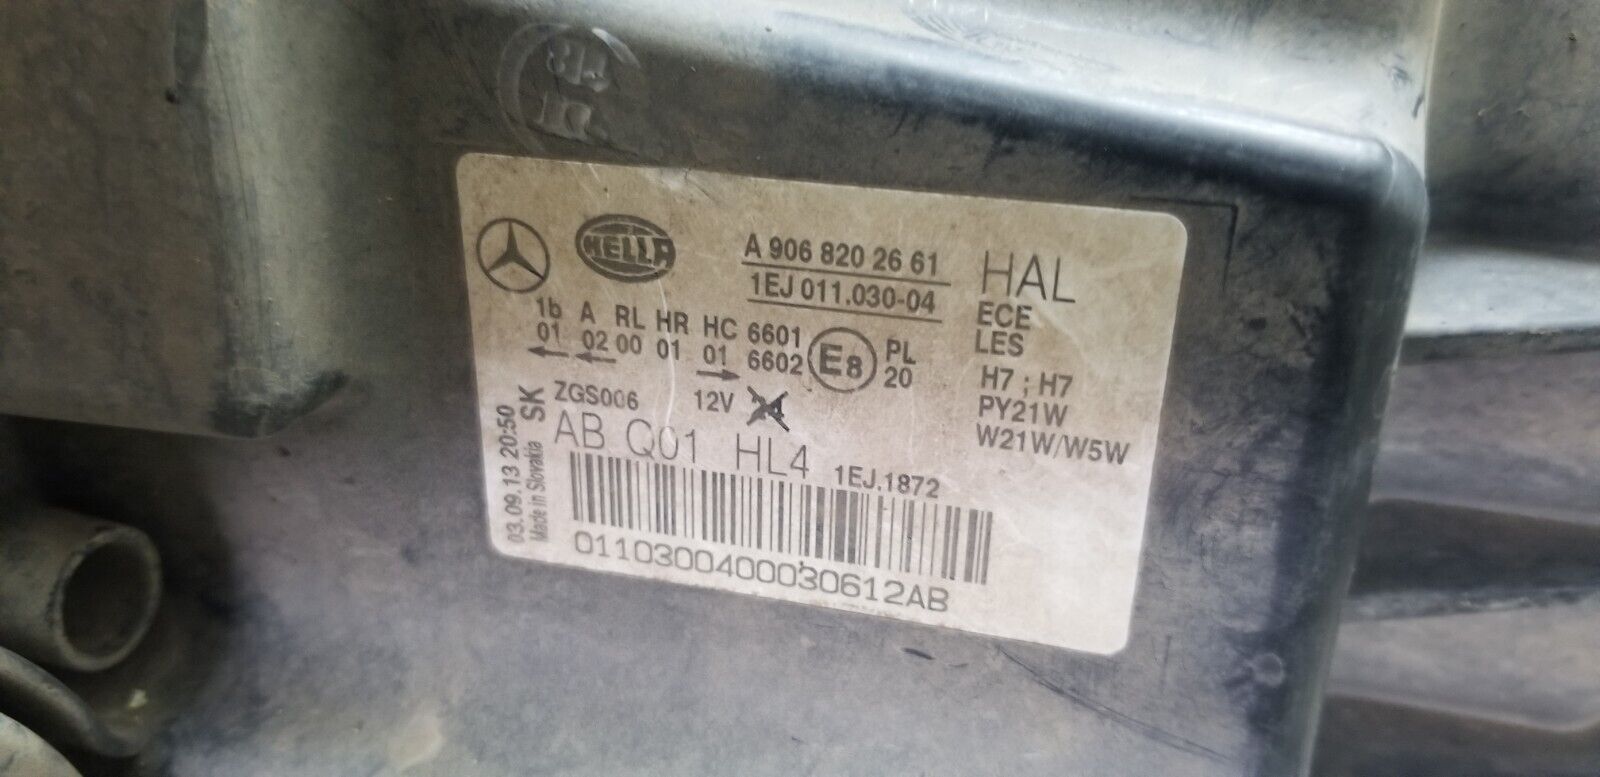 HELLA
A 906 820 26 61
1EJ 011.030-04
HAL
ECE
LES
H7 ; H7
PY21W
W21W/W5W
1b A RL HR HC 6601
01 02 00 01 01 6602
E8
PL
20
ZGS006
12V
AB Q01 HL4
1EJ.1872
0110300400030612AB
03.09.13 20:50 SK
Made in Slovakia